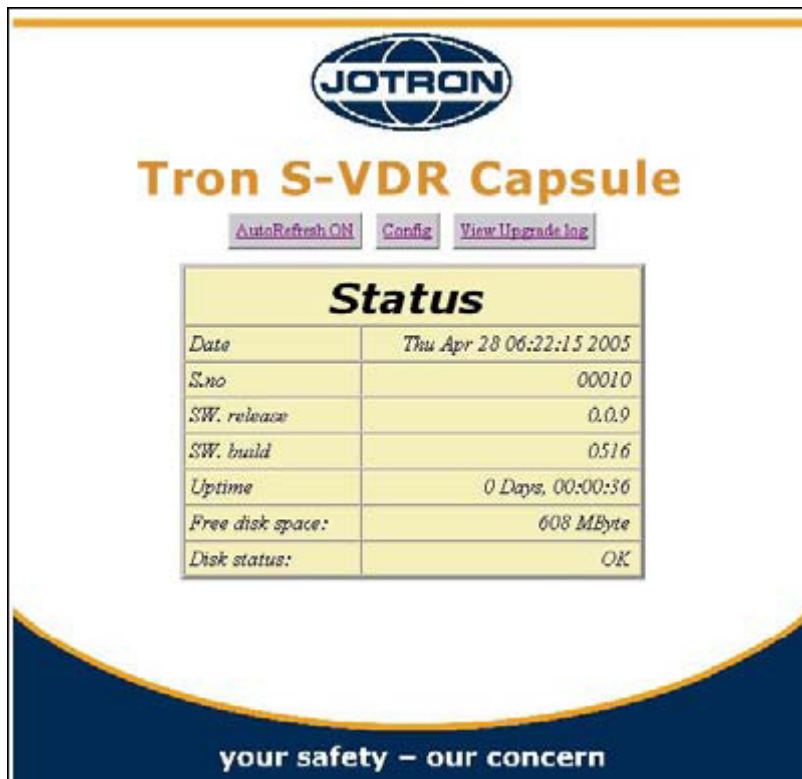 JOTRON
Tron S-VDR Capsule
AutoRefresh ON Config View Upgrade log
Status
Date Thu Apr 28 06:22:15 2005
S.no 00010
SW. release 0.0.9
SW. build 0516
Uptime 0 Days, 00:00:36
Free disk space: 608 MByte
Disk status: OK
your safety – our concern